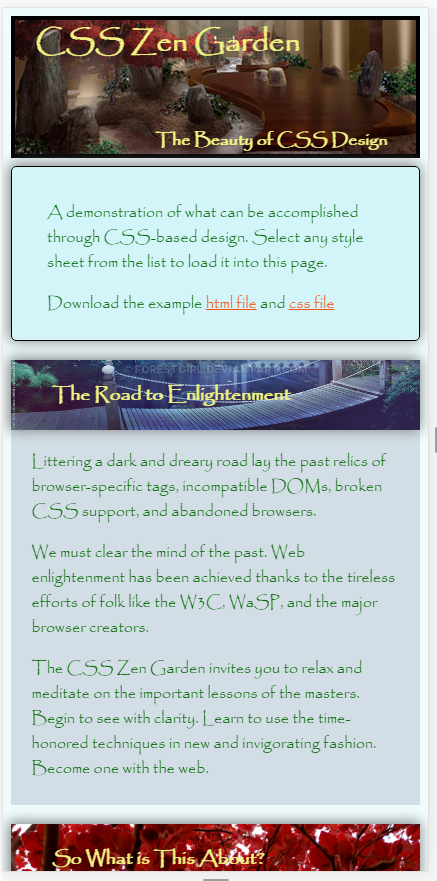 CSS Zen Garden
The Beauty of CSS Design
A demonstration of what can be accomplished
through CSS-based design. Select any style
sheet from the list to load it into this page.
Download the example html file and css file
© FORESTGIRL.DEVIANTART.COM
The Road to Enlightenment
Littering a dark and dreary road lay the past relics of
browser-specific tags, incompatible DOMs, broken
CSS support, and abandoned browsers.
We must clear the mind of the past. Web
enlightenment has been achieved thanks to the tireless
efforts of folk like the W3C, WaSP, and the major
browser creators.
The CSS Zen Garden invites you to relax and
meditate on the important lessons of the masters.
Begin to see with clarity. Learn to use the time-
honored techniques in new and invigorating fashion.
Become one with the web.
So What is This About?